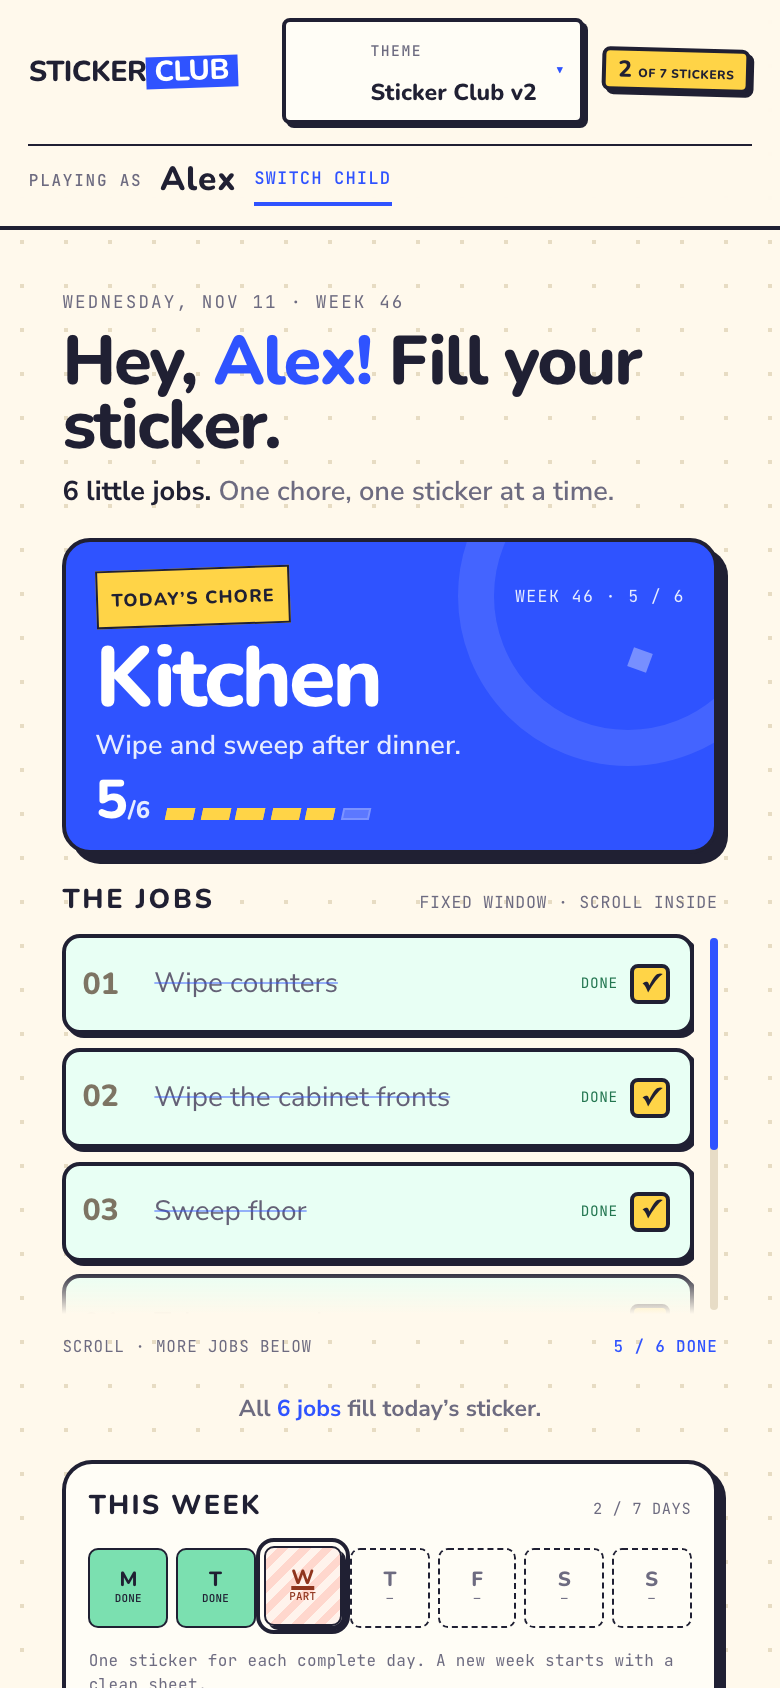 STICKER CLUB
THEME
Sticker Club v2
▾
2 OF 7 STICKERS
PLAYING AS Alex SWITCH CHILD
WEDNESDAY, NOV 11 · WEEK 46
Hey, Alex! Fill your
sticker.
6 little jobs. One chore, one sticker at a time.
TODAY’S CHORE
WEEK 46 · 5 / 6
Kitchen
Wipe and sweep after dinner.
5/6
THE JOBS
FIXED WINDOW · SCROLL INSIDE
01 Wipe counters DONE ✓
02 Wipe the cabinet fronts DONE ✓
03 Sweep floor DONE ✓
SCROLL · MORE JOBS BELOW
5 / 6 DONE
All 6 jobs fill today’s sticker.
THIS WEEK
2 / 7 DAYS
M T W T F S S
DONE DONE PART – – – –
One sticker for each complete day. A new week starts with a
clean sheet.